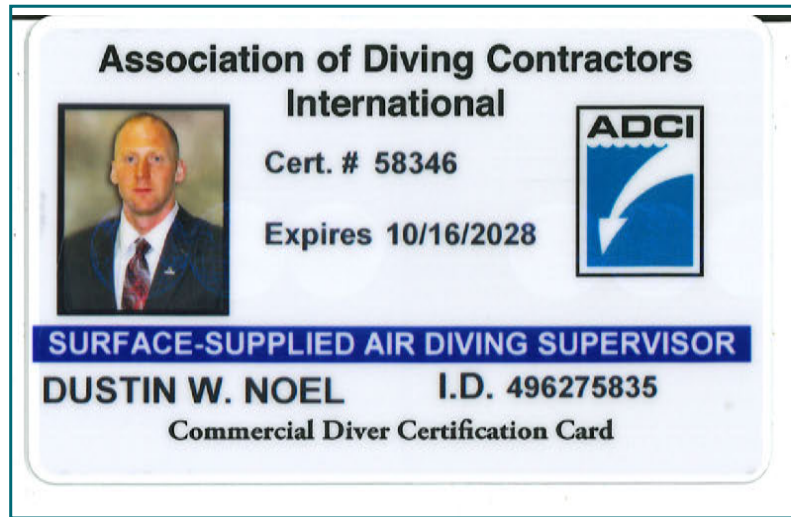 Association of Diving Contractors
International
ADCI
Cert. # 58346
Expires 10/16/2028
SURFACE-SUPPLIED AIR DIVING SUPERVISOR
DUSTIN W. NOEL I.D. 496275835
Commercial Diver Certification Card